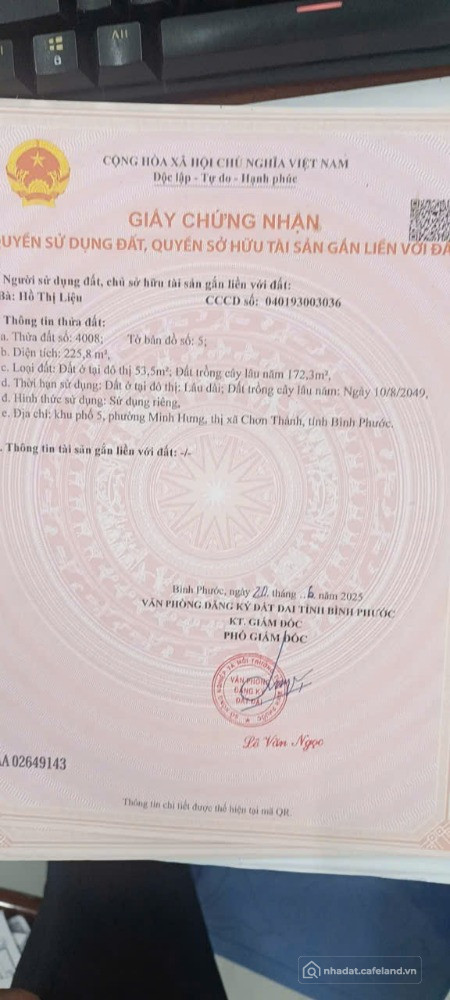 All
CỘNG HÒA XÃ HỘI CHỦ NGHĨA VIỆT NAM
Độc lập - Tự do - Hạnh phúc
GIẤY CHỨNG NHẬN
QUYỀN SỬ DỤNG ĐẤT, QUYỀN SỞ HỮU TÀI SẢN GẮN LIỀN VỚI ĐẤ
Người sử dụng đất, chủ sở hữu tài sản gắn liền với đất:
Bà: Hồ Thị Liệu CCCD số: 040193003036
Thông tin thửa đất:
a. Thửa đất số: 4008; Tờ bản đồ số: 5;
b. Diện tích: 225,8 m²,
c. Loại đất: Đất ở tại đô thị 53,5m²; Đất trồng cây lâu năm 172,3m²,
d. Thời hạn sử dụng: Đất ở tại đô thị: Lâu dài; Đất trồng cây lâu năm: Ngày 10/8/2049,
đ. Hình thức sử dụng: Sử dụng riêng,
e. Địa chỉ: khu phố 5, phường Minh Hưng, thị xã Chơn Thành, tỉnh Bình Phước.
. Thông tin tài sản gắn liền với đất: -/-
Bình Phước, ngày 20 tháng ..6 năm 2025
VĂN PHÒNG ĐĂNG KÝ ĐẤT ĐAI TỈNH BÌNH PHƯỚC
KT. GIÁM ĐỐC
PHÓ GIÁM ĐỐC
VĂN PHÒNG
ĐĂNG KÝ
ĐẤT ĐAI
Lê Văn Ngọc
AA 02649143
Thông tin chi tiết được thể hiện tại mã QR.
nhadat.cafeland.vn